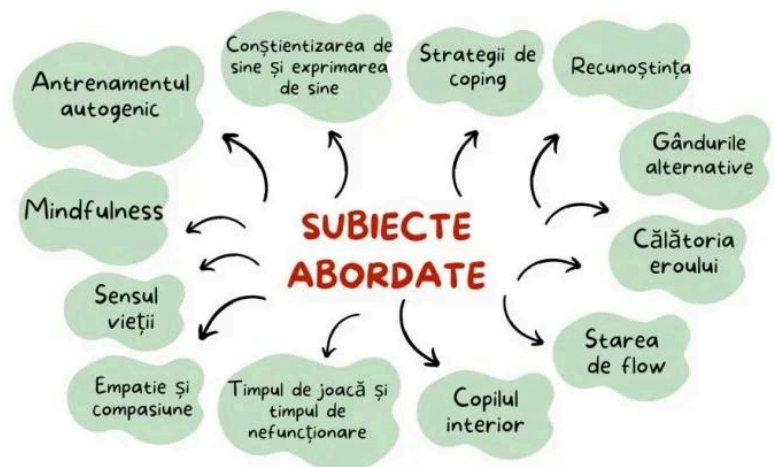 Antrenamentul
autogenic
Conștientizarea de
sine și exprimarea
de sine
Strategii de
coping
Recunoștința
Gândurile
alternative
Mindfulness
SUBIECTE
ABORDATE
Călătoria
eroului
Sensul
vieții
Starea
de flow
Empatie și
compasiune
Timpul de joacă și
timpul de
nefuncționare
Copilul
interior